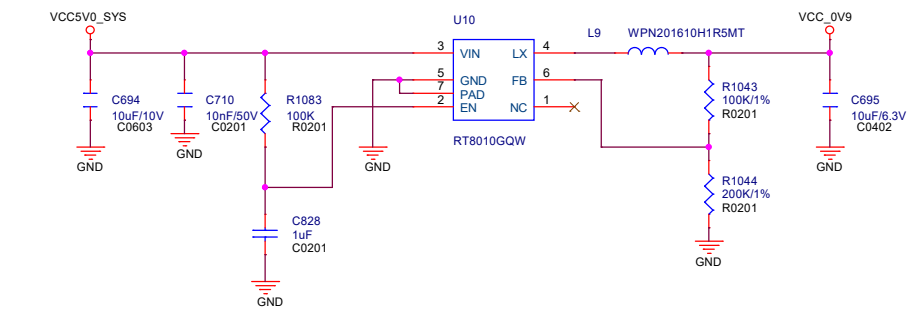 VCC5V0_SYS
U10
L9 WPN201610H1R5MT
VCC_0V9
3 VIN LX 4
5 GND FB 6
7 PAD
2 EN NC 1
RT8010GQW
C694
10uF/10V
C0603
C710
10nF/50V
C0201
R1083
100K
R0201
R1043
100K/1%
R0201
C695
10uF/6.3V
C0402
GND
GND
GND
GND
R1044
200K/1%
R0201
C828
1uF
C0201
GND
GND